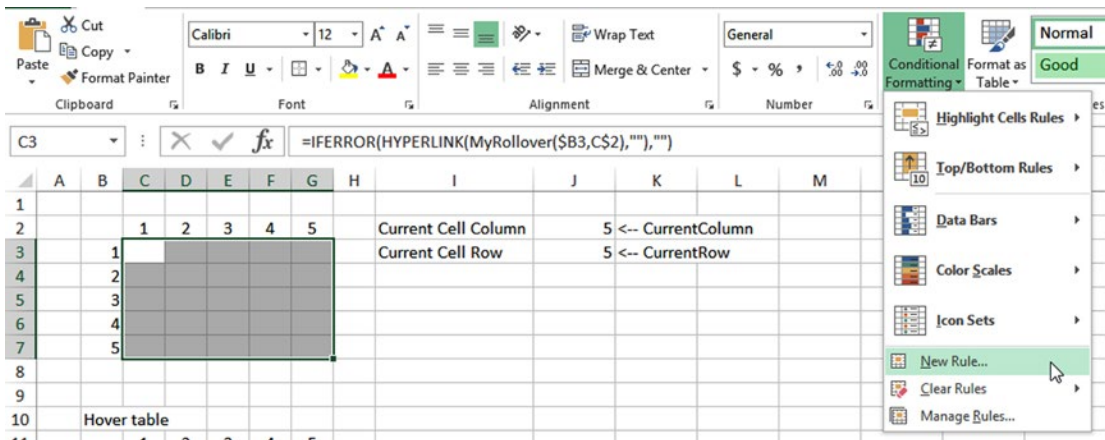 Cut
Copy
Format Painter
Paste
Clipboard
Calibri 12 A A
B I U A
Font
Wrap Text
Merge & Center
Alignment
General
$ % , .00 .0
Number
Conditional Formatting
Format as Table
Normal
Good
C3 fx =IFERROR(HYPERLINK(MyRollover($B3,C$2),""),"")
A B C D E F G H I J K L M
1
2 1 2 3 4 5 Current Cell Column 5 <-- CurrentColumn
3 1 Current Cell Row 5 <-- CurrentRow
4 2
5 3
6 4
7 5
8
9
10 Hover table
Highlight Cells Rules
Top/Bottom Rules
10
Data Bars
Color Scales
Icon Sets
New Rule...
Clear Rules
Manage Rules...